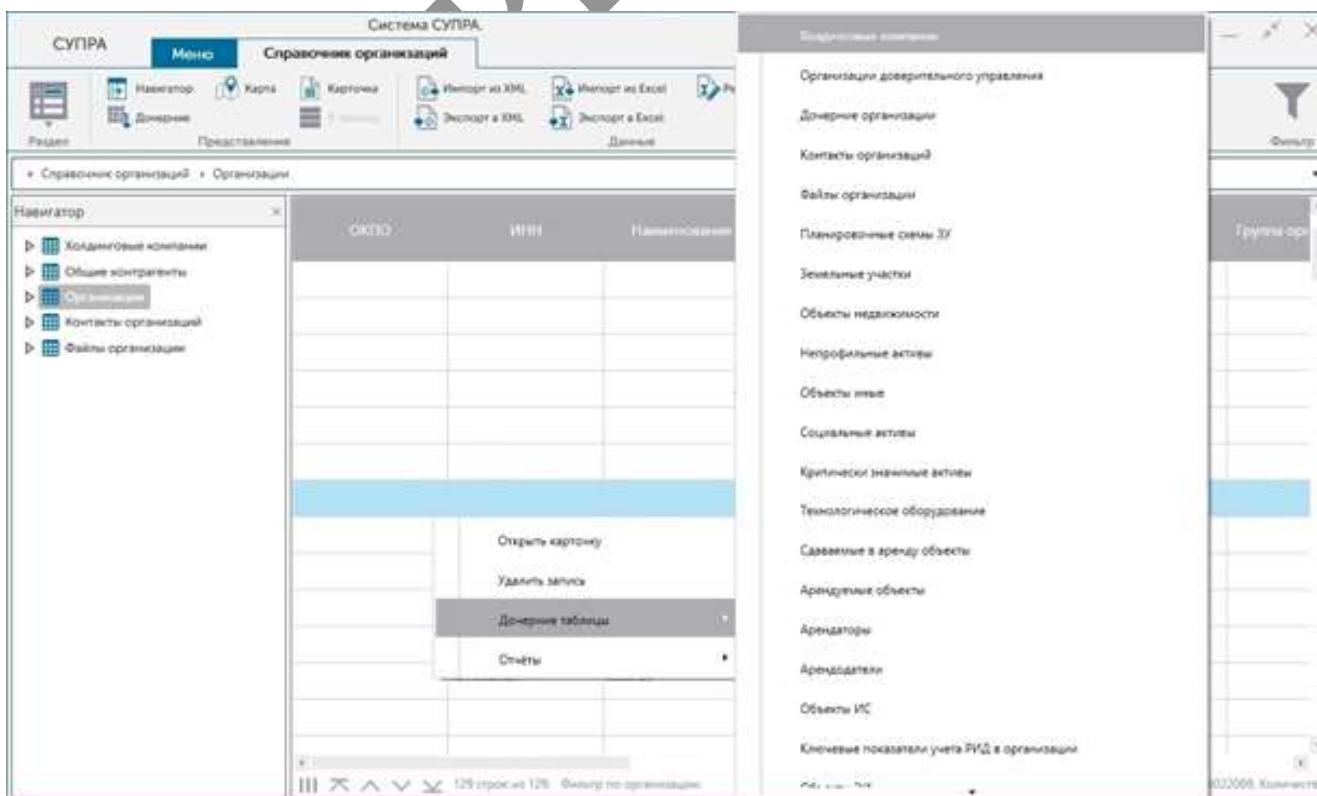 Система СУПРА.
СУПРА
Меню
Справочник организаций
Навигатор
Карта
Карточка
Импорт из XML
Импорт из Excel
Дочерние
Экспорт в XML
Экспорт в Excel
Раздел
Представление
Данные
Фильтр
Справочник организаций
Организации
Навигатор
Холдинговые компании
Общие контрагенты
Организации
Контакты организаций
Файлы организации
ОКПО
ИНН
Наименование
Группа
Открыть карточку
Удалить запись
Дочерние таблицы
Отчёты
Холдинговые компании
Организации доверительного управления
Дочерние организации
Контакты организаций
Файлы организации
Планировочные схемы ЗУ
Земельные участки
Объекты недвижимости
Непрофильные активы
Объекты иные
Социальные активы
Критически значимые активы
Технологическое оборудование
Сдаваемые в аренду объекты
Арендуемые объекты
Арендаторы
Арендодатели
Объекты ИС
Ключевые показатели учета РИД в организации
129 строк из 129
Фильтр по организации